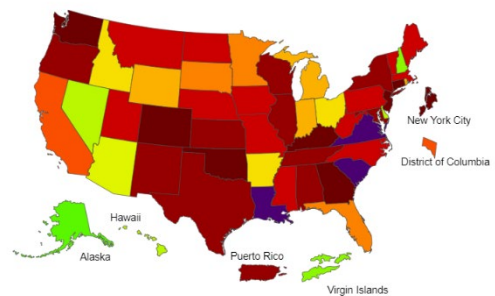 New York City
District of Columbia
Hawaii
Alaska
Puerto Rico
Virgin Islands